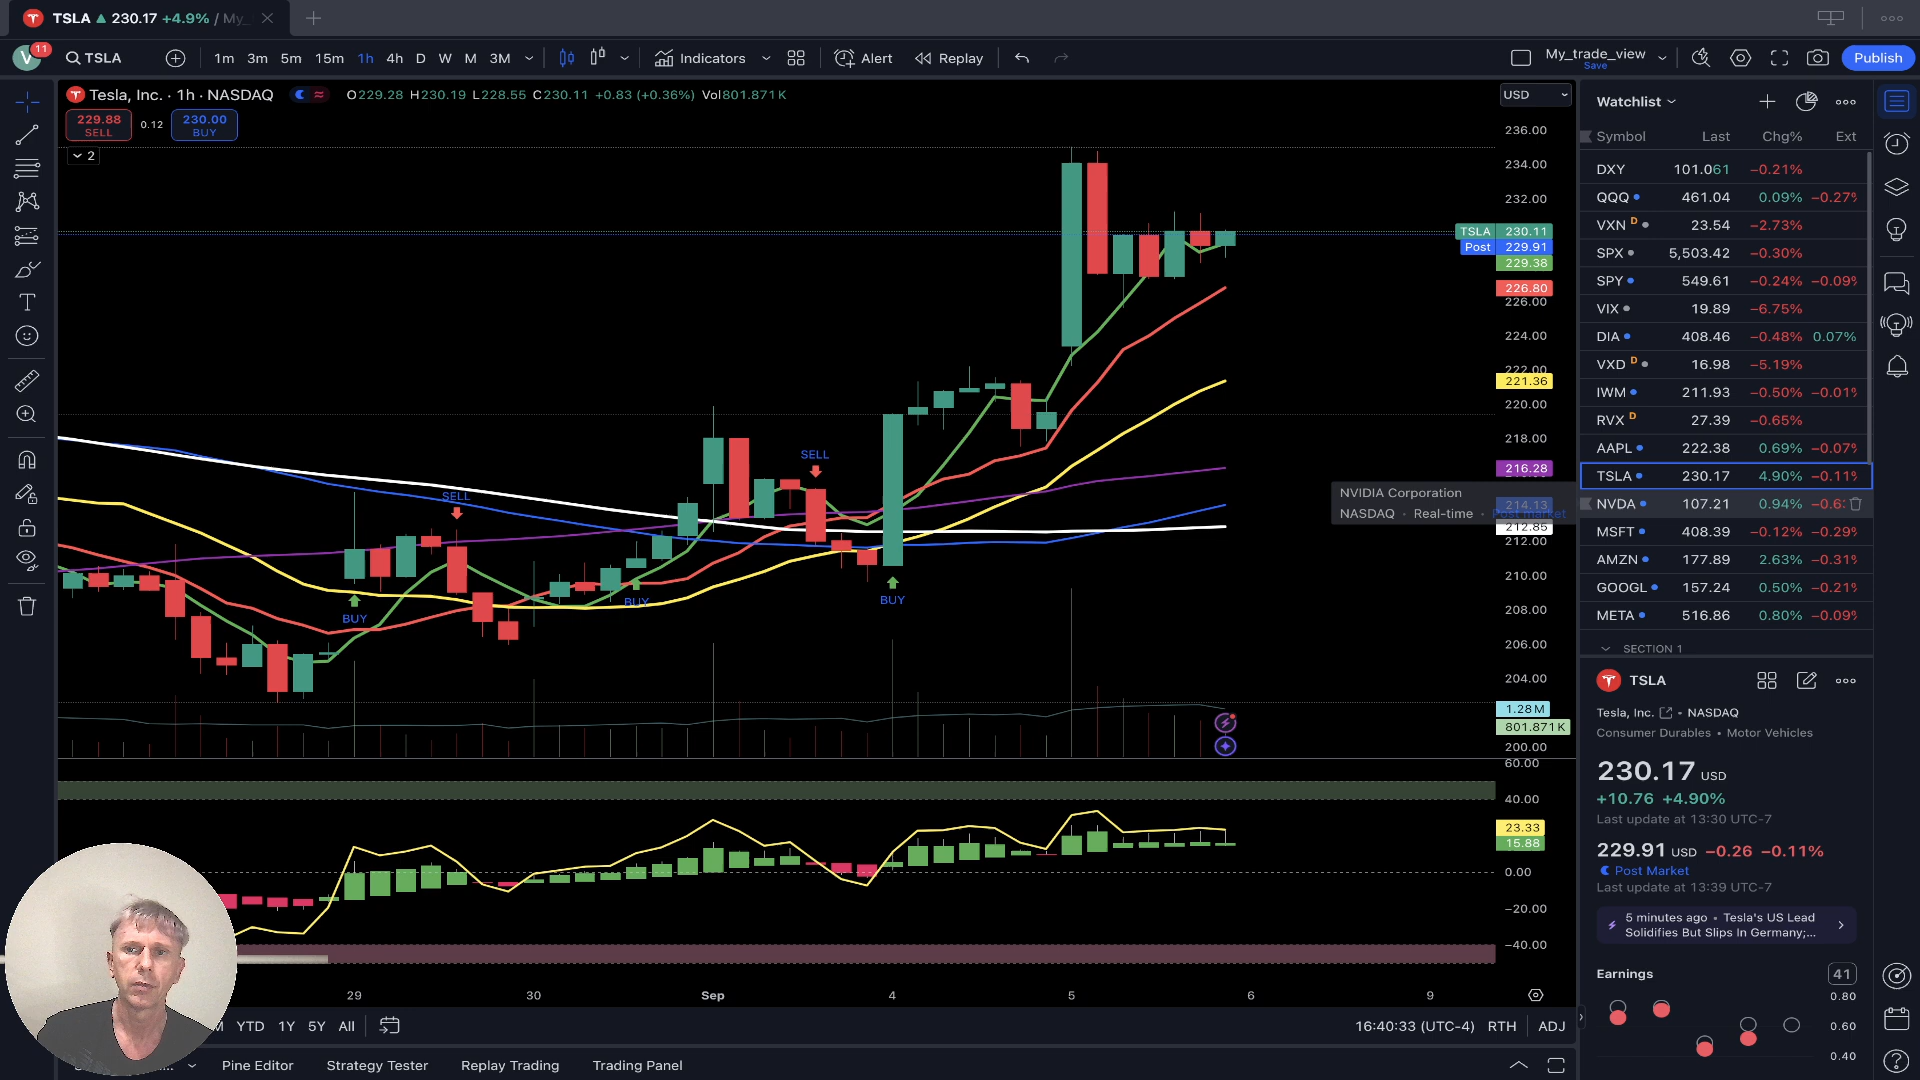 TSLA ▲ 230.17 +4.9% / My_
V 11 TSLA 1m 3m 5m 15m 1h 4h D W M 3M Indicators Alert Replay My_trade_view Save Publish
Tesla, Inc. · 1h · NASDAQ O229.28 H230.19 L228.55 C230.11 +0.83 (+0.36%) Vol801.871K USD
229.88 SELL 0.12 230.00 BUY
2
236.00
234.00
232.00
TSLA 230.11
Post 229.91
229.38
226.80
226.00
224.00
222.00
221.36
220.00
218.00
216.28
214.13
212.85
212.00
210.00
208.00
206.00
204.00
1.28M
801.871K
200.00
60.00
40.00
23.33
15.88
0.00
−20.00
−40.00
SELL
SELL
BUY
BUY
BUY
NVIDIA Corporation
NASDAQ · Real-time · Post market
29 30 Sep 4 5 6 9
YTD 1Y 5Y All 16:40:33 (UTC-4) RTH ADJ
Pine Editor Strategy Tester Replay Trading Trading Panel
Watchlist
Symbol Last Chg% Ext
DXY 101.061 −0.21%
QQQ 461.04 0.09% −0.27%
VXN D 23.54 −2.73%
SPX 5,503.42 −0.30%
SPY 549.61 −0.24% −0.09%
VIX 19.89 −6.75%
DIA 408.46 −0.48% 0.07%
VXD D 16.98 −5.19%
IWM 211.93 −0.50% −0.01%
RVX D 27.39 −0.65%
AAPL 222.38 0.69% −0.07%
TSLA 230.17 4.90% −0.11%
NVDA 107.21 0.94% −0.6
MSFT 408.39 −0.12% −0.29%
AMZN 177.89 2.63% −0.31%
GOOGL 157.24 0.50% −0.21%
META 516.86 0.80% −0.09%
SECTION 1
TSLA
Tesla, Inc. • NASDAQ
Consumer Durables • Motor Vehicles
230.17 USD
+10.76 +4.90%
Last update at 13:30 UTC-7
229.91 USD −0.26 −0.11%
Post Market
Last update at 13:39 UTC-7
5 minutes ago • Tesla's US Lead
Solidifies But Slips In Germany;...
Earnings 41
0.80
0.60
0.40